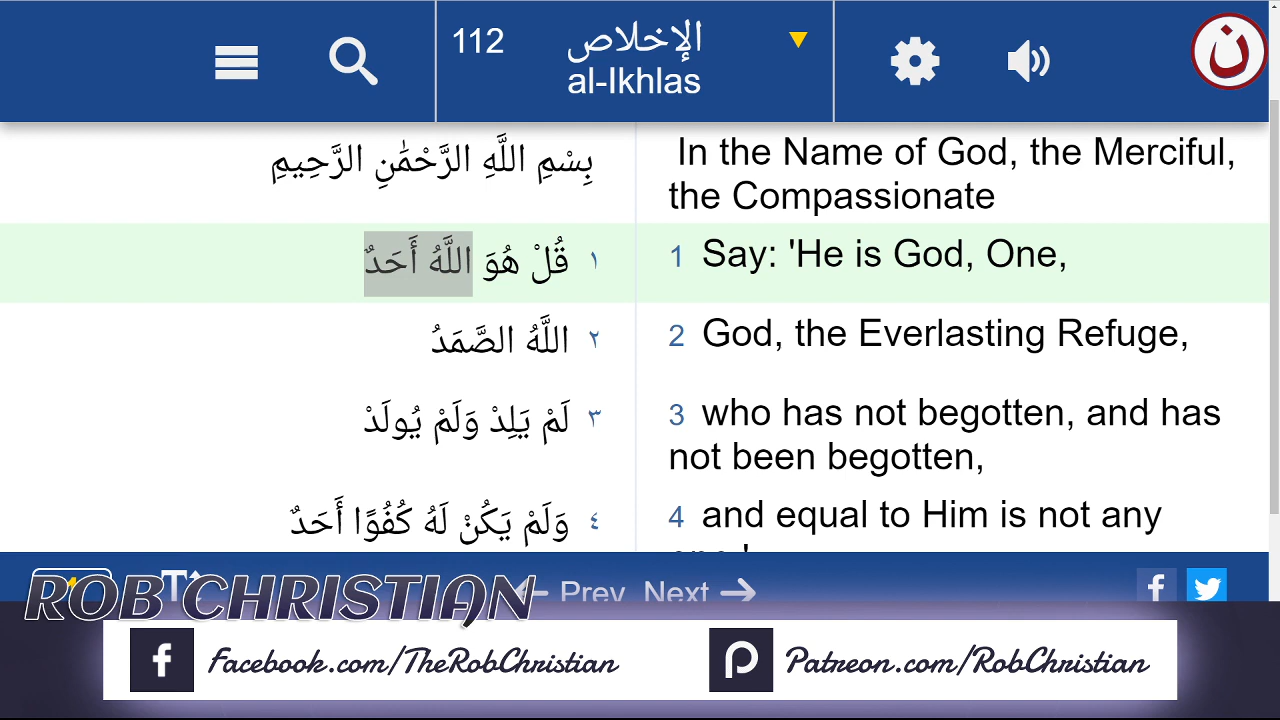 112
الإخلاص
al-Ikhlas
ن
بِسْمِ اللَّهِ الرَّحْمَٰنِ الرَّحِيمِ
In the Name of God, the Merciful,
the Compassionate
١ قُلْ هُوَ اللَّهُ أَحَدٌ
1 Say: 'He is God, One,
٢ اللَّهُ الصَّمَدُ
2 God, the Everlasting Refuge,
٣ لَمْ يَلِدْ وَلَمْ يُولَدْ
3 who has not begotten, and has
not been begotten,
٤ وَلَمْ يَكُنْ لَهُ كُفُوًا أَحَدٌ
4 and equal to Him is not any
one.'
T
Prev Next
ROB CHRISTIAN
Facebook.com/TheRobChristian
Patreon.com/RobChristian